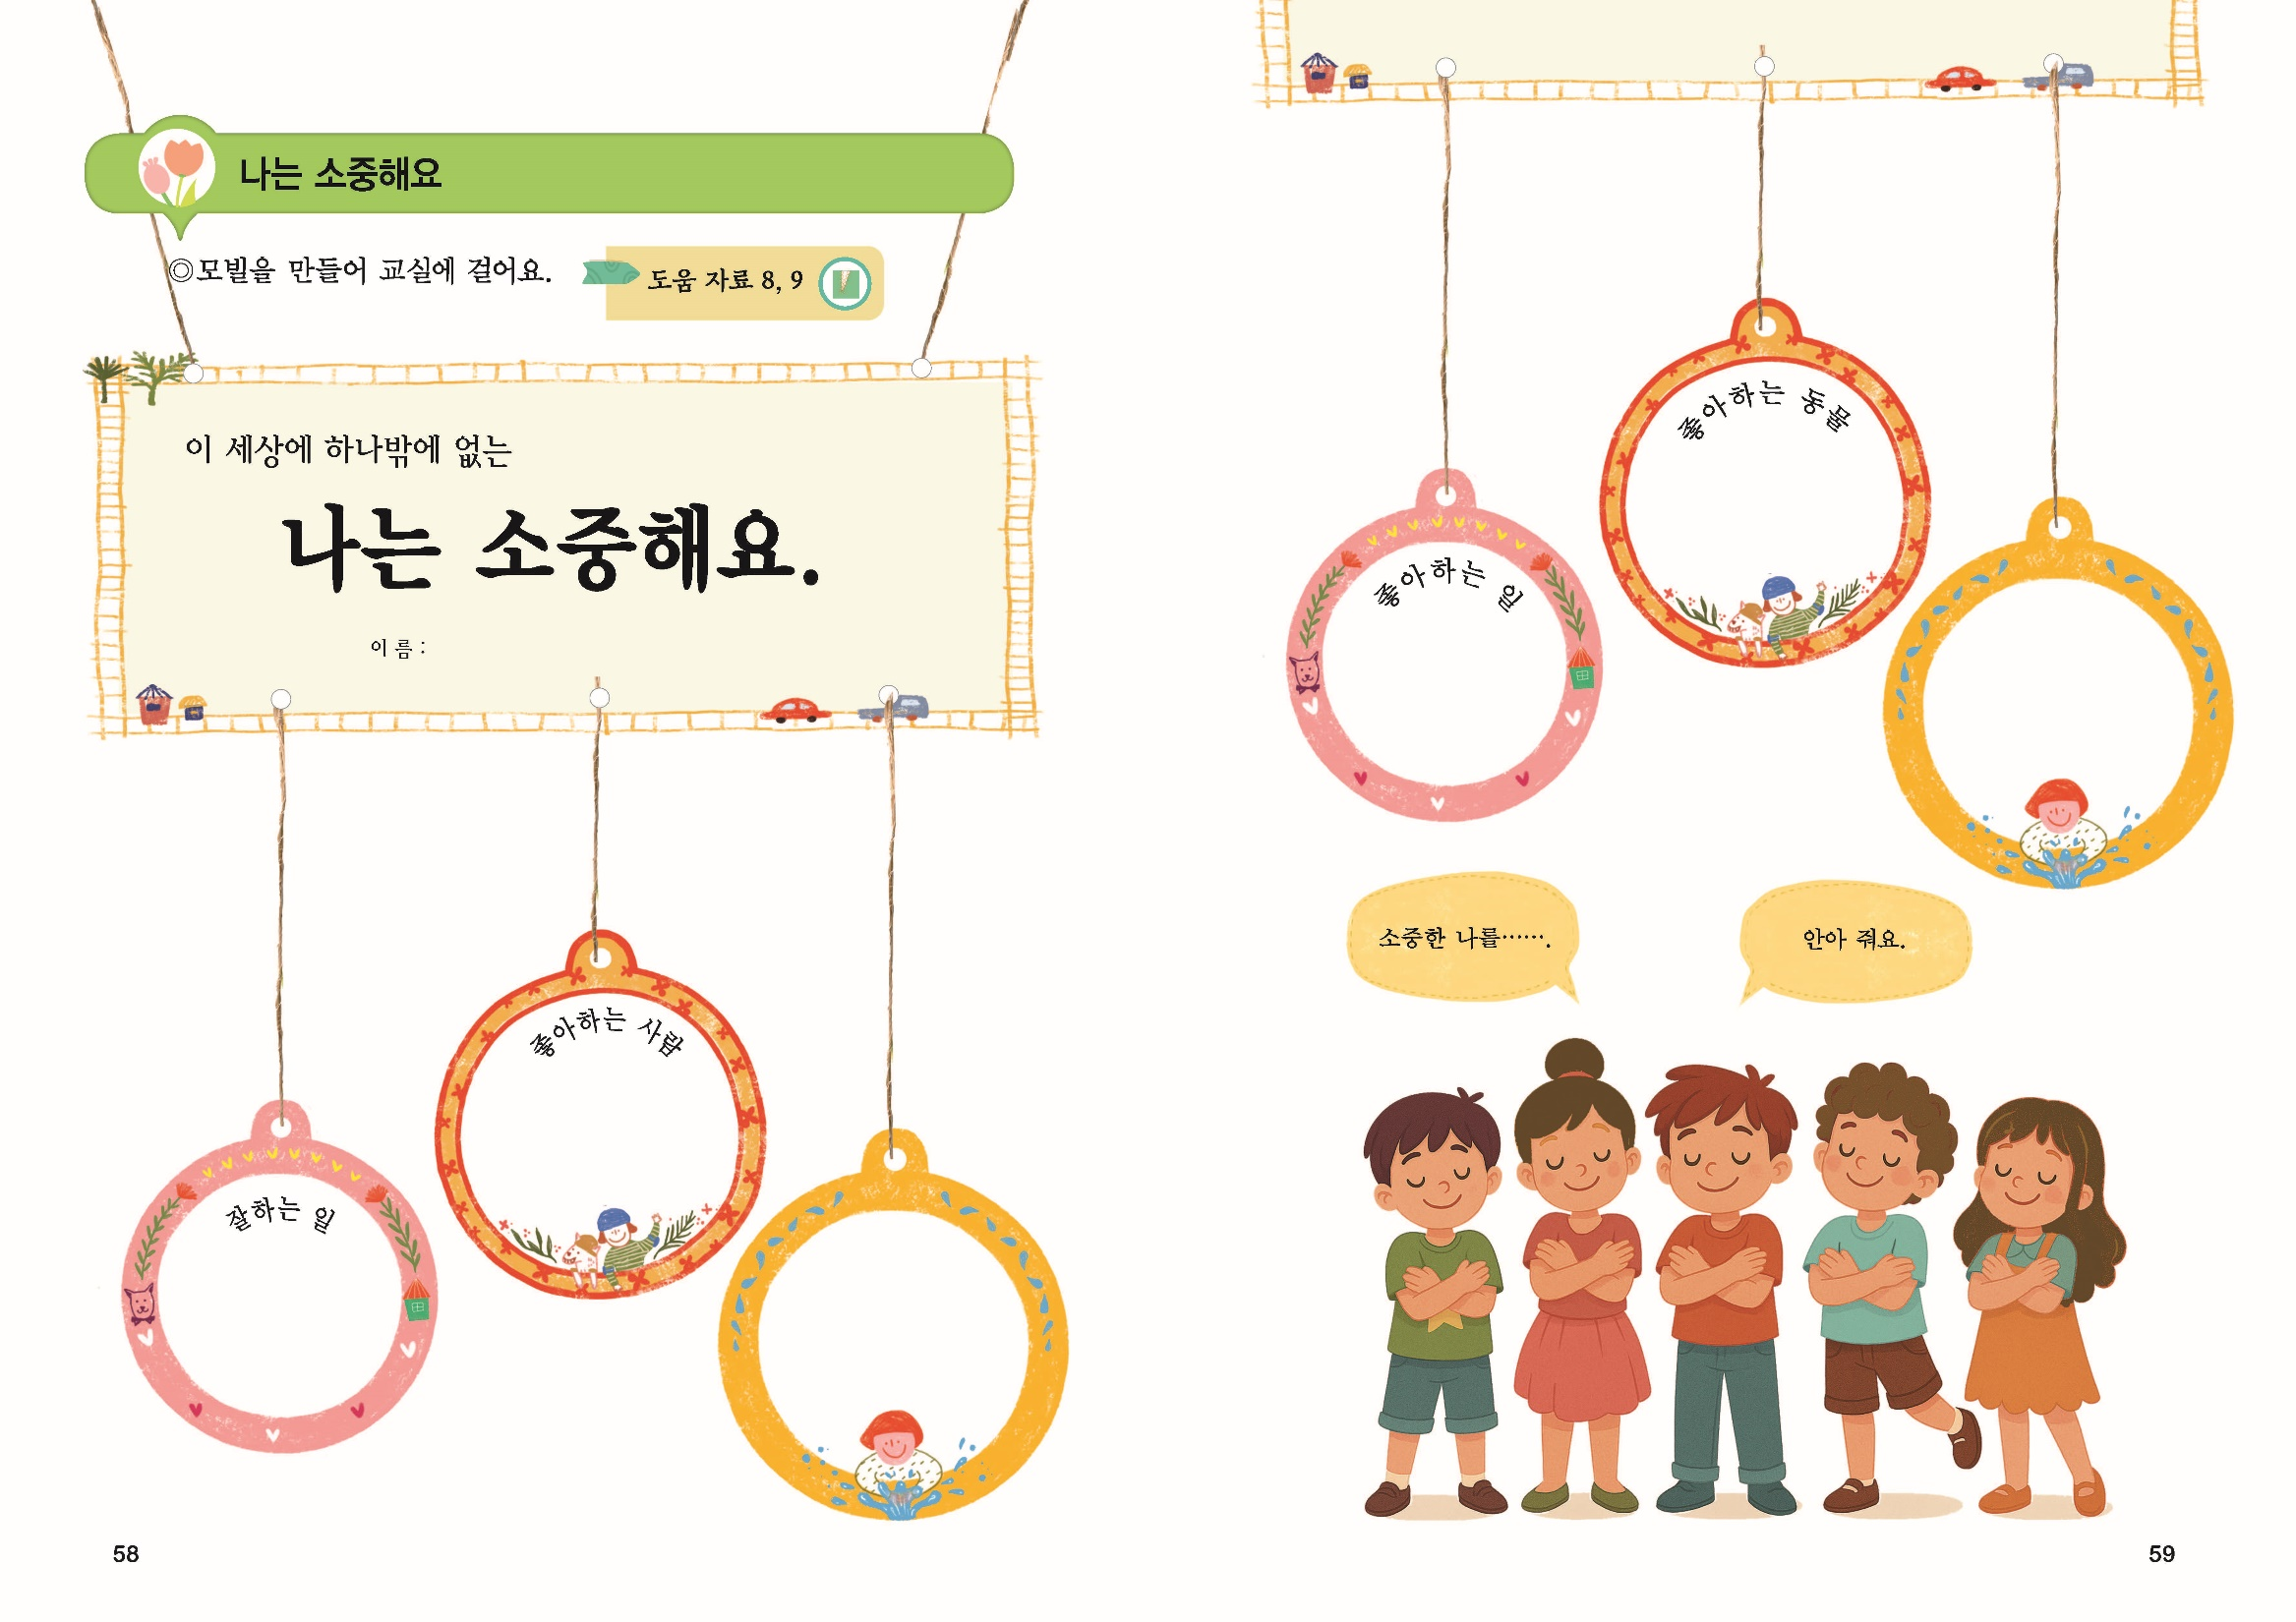 나는 소중해요
◎모빌을 만들어 교실에 걸어요.
도움 자료 8, 9
이 세상에 하나밖에 없는
나는 소중해요.
이 름 :
잘하는 일
좋아하는 사람
58
좋아하는 일
좋아하는 동물
소중한 나를…….
안아 줘요.
59